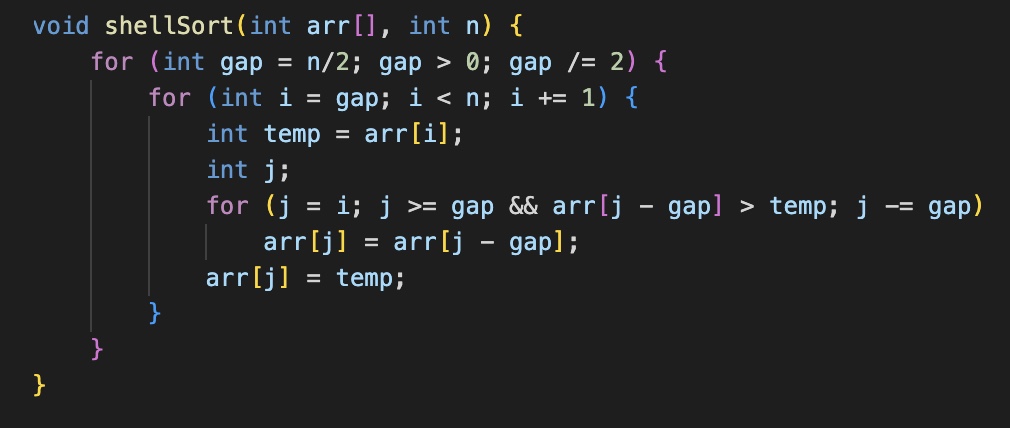 void shellSort(int arr[], int n) {
    for (int gap = n/2; gap > 0; gap /= 2) {
        for (int i = gap; i < n; i += 1) {
            int temp = arr[i];
            int j;
            for (j = i; j >= gap && arr[j - gap] > temp; j -= gap)
                arr[j] = arr[j - gap];
            arr[j] = temp;
        }
    }
}